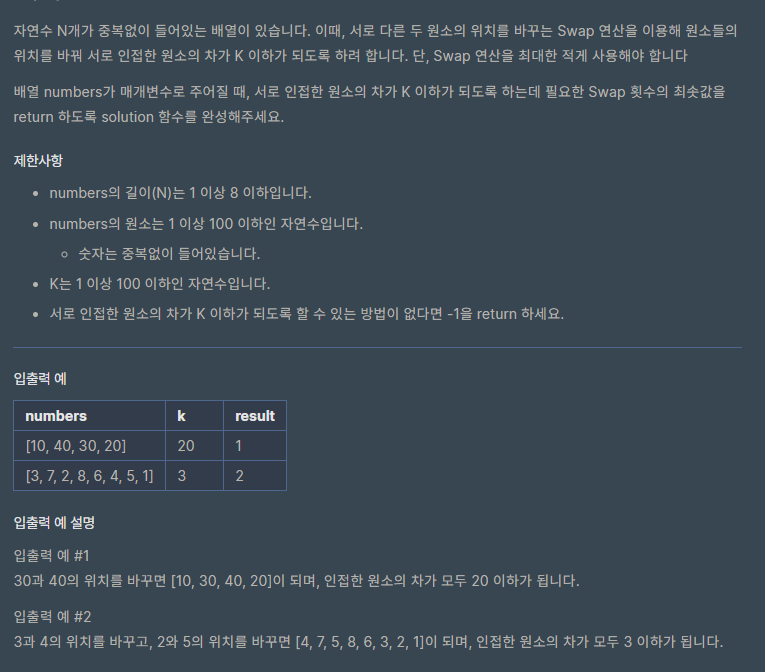 자연수 N개가 중복없이 들어있는 배열이 있습니다. 이때, 서로 다른 두 원소의 위치를 바꾸는 Swap 연산을 이용해 원소들의
위치를 바꿔 서로 인접한 원소의 차가 K 이하가 되도록 하려 합니다. 단, Swap 연산을 최대한 적게 사용해야 합니다
배열 numbers가 매개변수로 주어질 때, 서로 인접한 원소의 차가 K 이하가 되도록 하는데 필요한 Swap 횟수의 최솟값을
return 하도록 solution 함수를 완성해주세요.
제한사항
• numbers의 길이(N)는 1 이상 8 이하입니다.
• numbers의 원소는 1 이상 100 이하인 자연수입니다.
◦ 숫자는 중복없이 들어있습니다.
• K는 1 이상 100 이하인 자연수입니다.
• 서로 인접한 원소의 차가 K 이하가 되도록 할 수 있는 방법이 없다면 -1을 return 하세요.
입출력 예
numbers k result
[10, 40, 30, 20] 20 1
[3, 7, 2, 8, 6, 4, 5, 1] 3 2
입출력 예 설명
입출력 예 #1
30과 40의 위치를 바꾸면 [10, 30, 40, 20]이 되며, 인접한 원소의 차가 모두 20 이하가 됩니다.
입출력 예 #2
3과 4의 위치를 바꾸고, 2와 5의 위치를 바꾸면 [4, 7, 5, 8, 6, 3, 2, 1]이 되며, 인접한 원소의 차가 모두 3 이하가 됩니다.